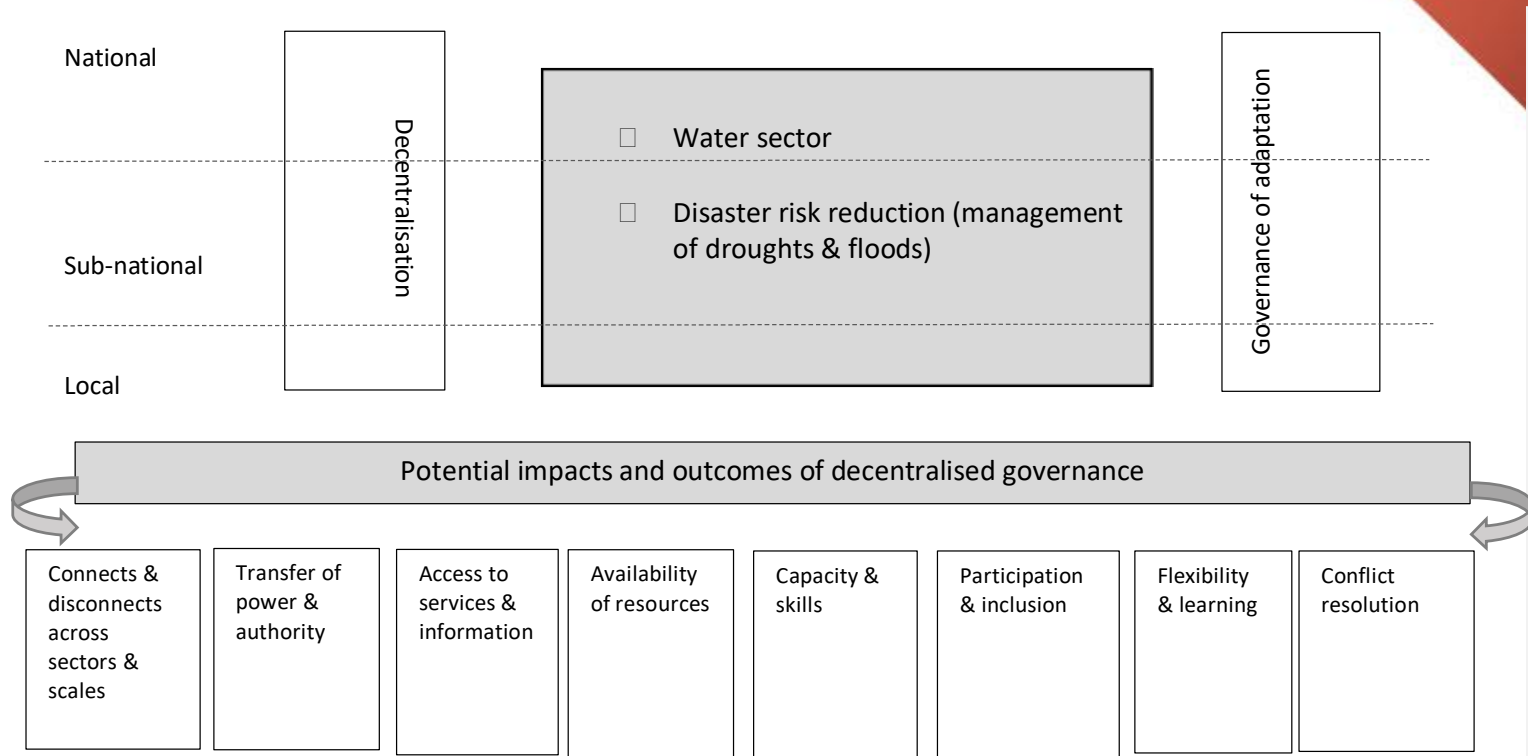 National
Decentralisation
Water sector
Disaster risk reduction (management
of droughts & floods)
Governance of adaptation
Sub-national
Local
Potential impacts and outcomes of decentralised governance
Connects &
disconnects
across
sectors &
scales
Transfer of
power &
authority
Access to
services &
information
Availability
of resources
Capacity &
skills
Participation
& inclusion
Flexibility
& learning
Conflict
resolution